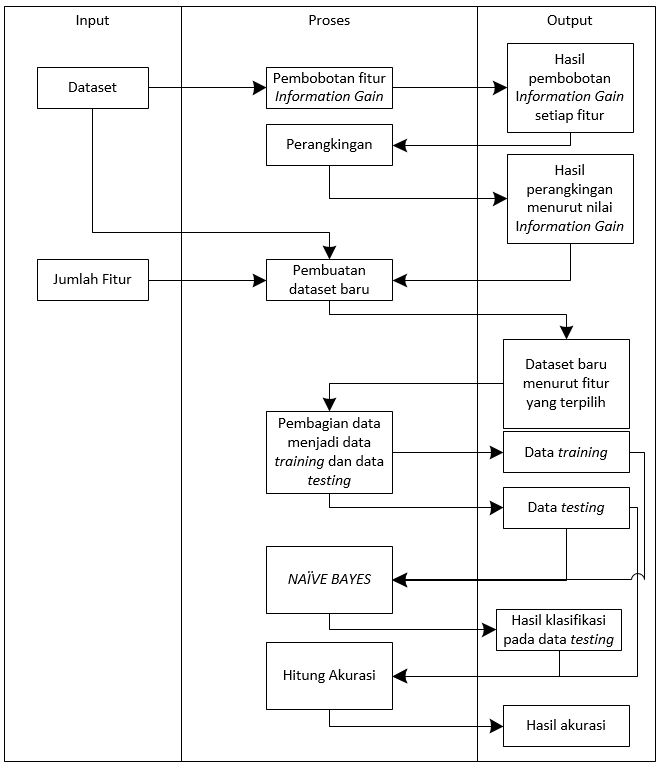 Input
Proses
Output
Dataset
Pembobotan fitur
Information Gain
Hasil
pembobotan
Information Gain
setiap fitur
Perangkingan
Hasil
perangkingan
menurut nilai
Information Gain
Jumlah Fitur
Pembuatan
dataset baru
Dataset baru
menurut fitur
yang terpilih
Pembagian data
menjadi data
training dan data
testing
Data training
Data testing
NAÏVE BAYES
Hasil klasifikasi
pada data testing
Hitung Akurasi
Hasil akurasi